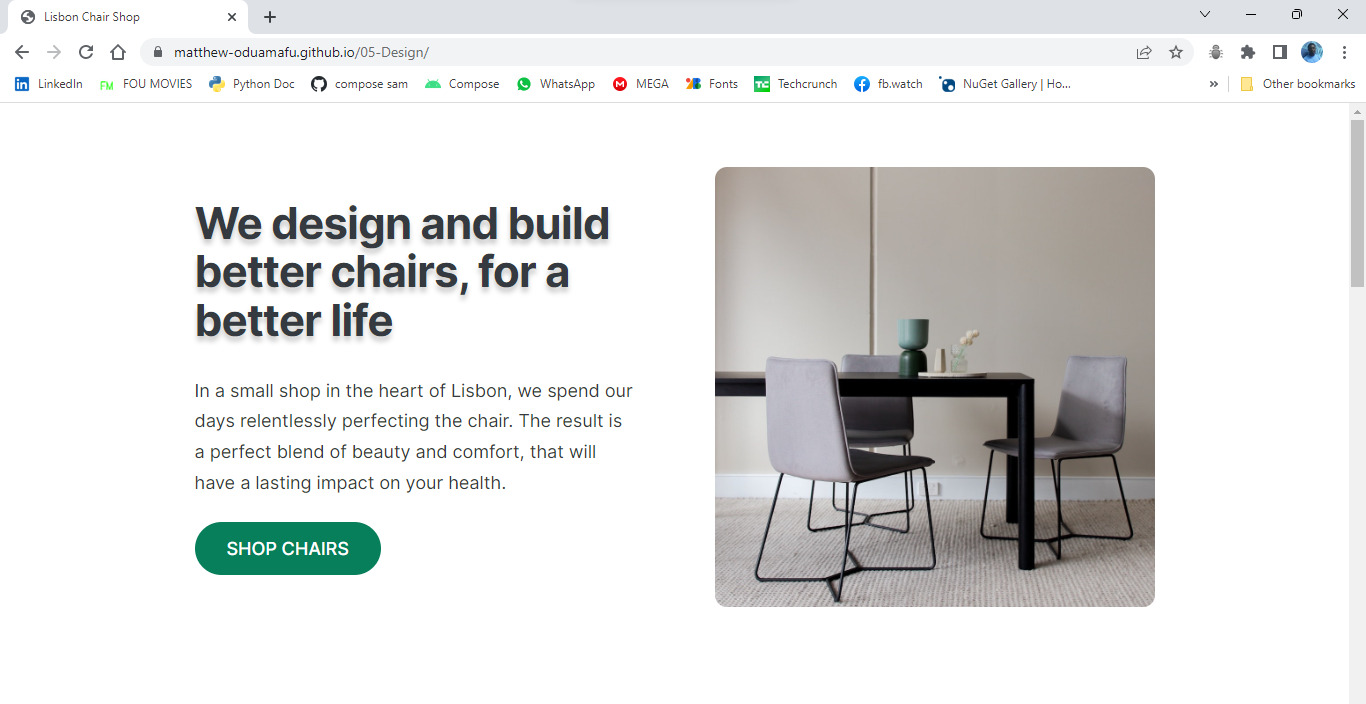 Lisbon Chair Shop
matthew-oduamafu.github.io/05-Design/
LinkedIn
FM FOU MOVIES
Python Doc
compose sam
Compose
WhatsApp
M MEGA
Fonts
TC Techcrunch
fb.watch
NuGet Gallery | Ho...
»
Other bookmarks
We design and build
better chairs, for a
better life
In a small shop in the heart of Lisbon, we spend our
days relentlessly perfecting the chair. The result is
a perfect blend of beauty and comfort, that will
have a lasting impact on your health.
SHOP CHAIRS